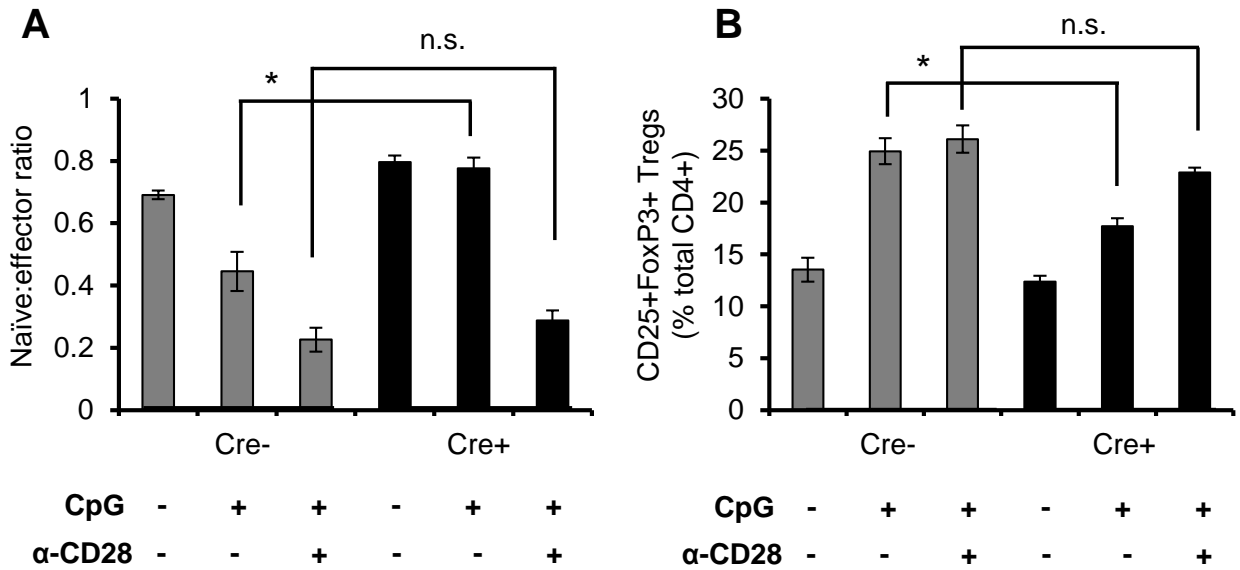 A
n.s.
*
1
0.8
0.6
0.4
0.2
0
Naïve:effector ratio
Cre- Cre+
CpG - + + - + +
α-CD28 - - + - - +
B
n.s.
*
30
25
20
15
10
5
0
CD25+FoxP3+ Tregs
(% total CD4+)
Cre- Cre+
CpG - + + - + +
α-CD28 - - + - - +